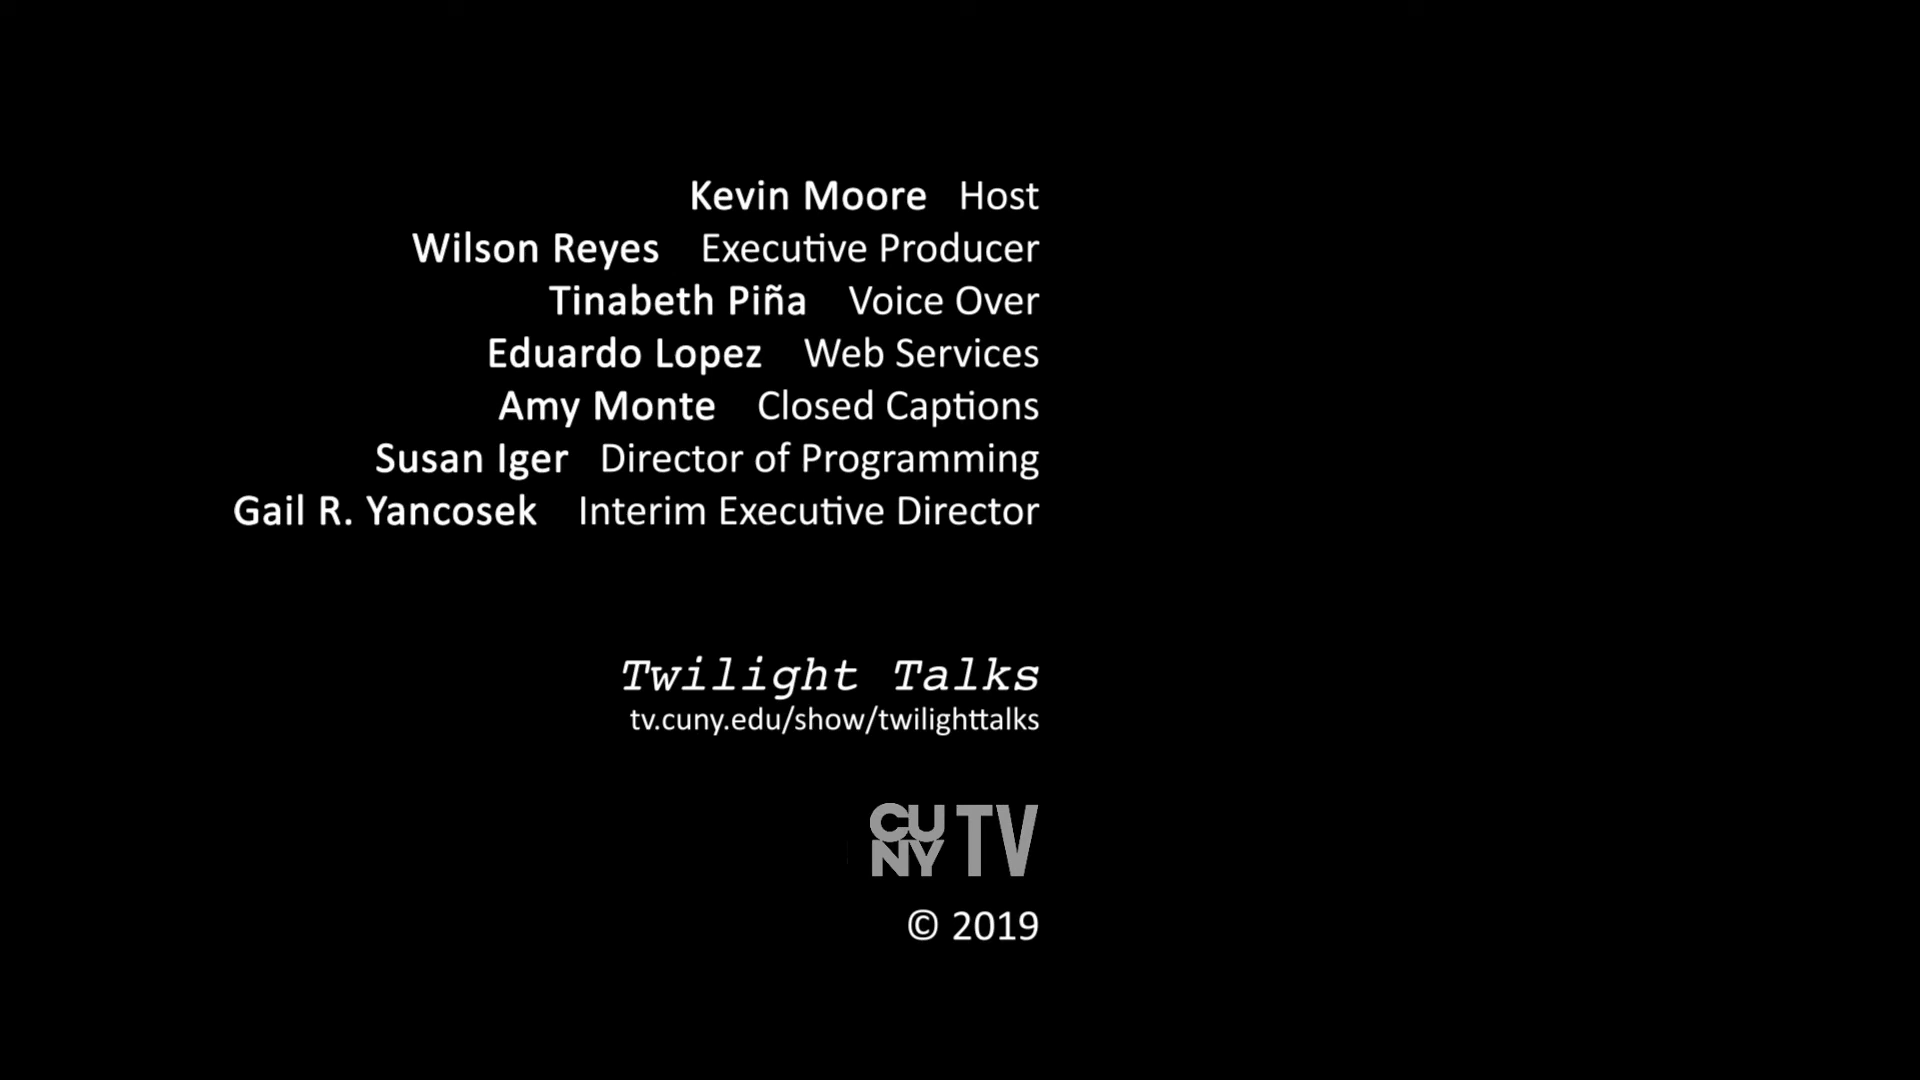 Kevin Moore Host
Wilson Reyes Executive Producer
Tinabeth Piña Voice Over
Eduardo Lopez Web Services
Amy Monte Closed Captions
Susan Iger Director of Programming
Gail R. Yancosek Interim Executive Director
Twilight Talks
tv.cuny.edu/show/twilighttalks
CUNY TV
© 2019